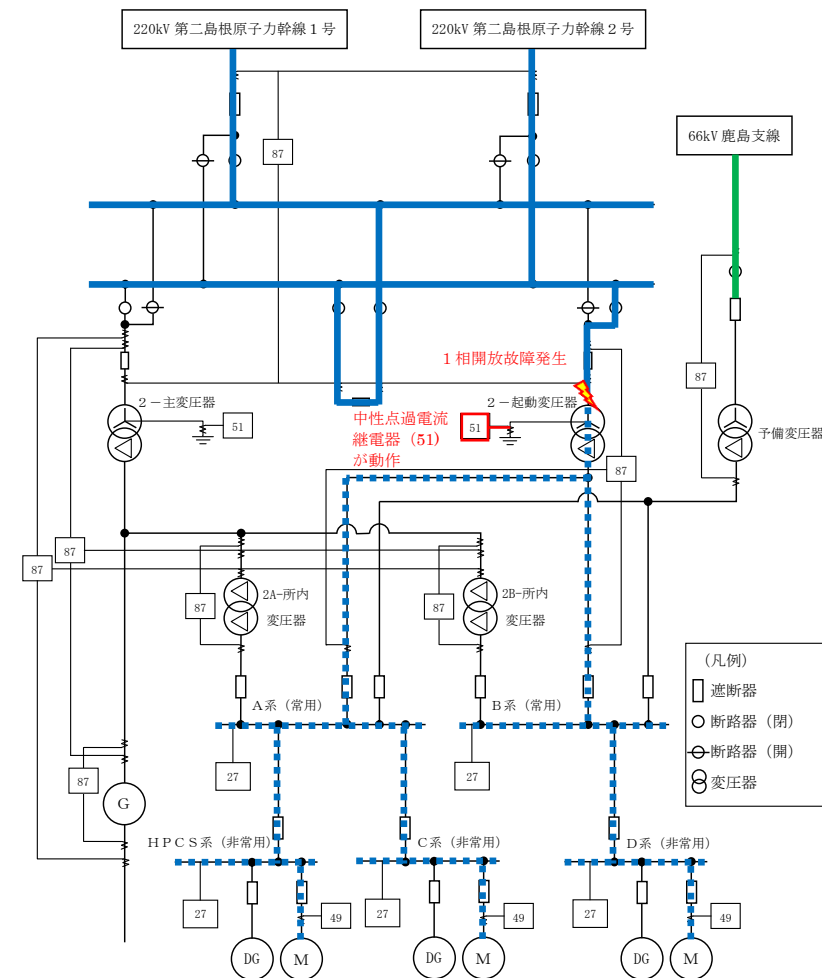 220kV 第二島根原子力幹線１号
220kV 第二島根原子力幹線２号
66kV 鹿島支線
87
87
１相開放故障発生
２－主変圧器
51
中性点過電流
継電器（51）
が動作
51
２－起動変圧器
予備変圧器
87
87
87
87
2A-所内
変圧器
87
2B-所内
変圧器
87
（凡例）
遮断器
断路器（閉）
断路器（開）
変圧器
A系（常用）
B系（常用）
27
27
87
G
HPCS系（非常用）
C系（非常用）
D系（非常用）
27
49
27
49
27
49
DG
M
DG
M
DG
M